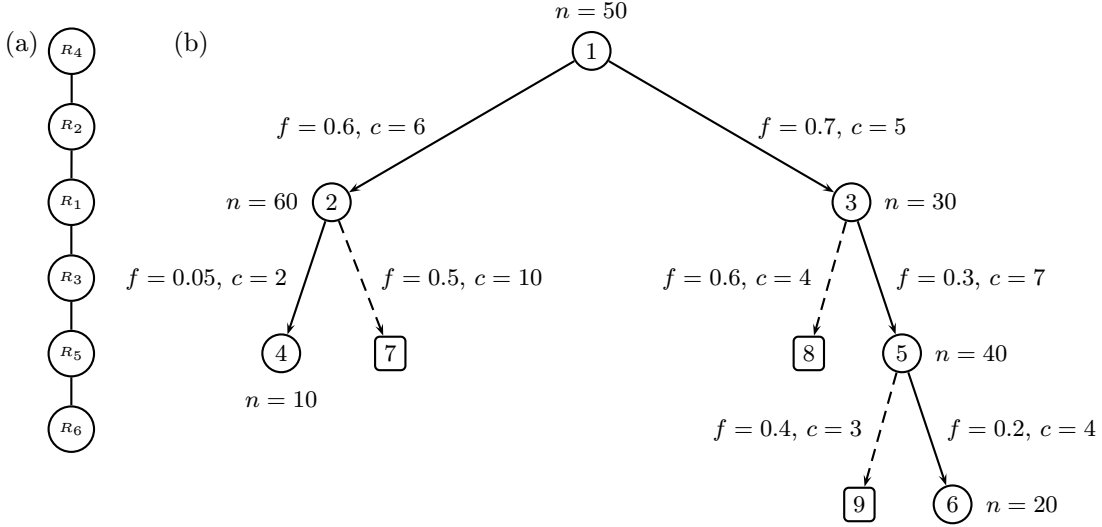 (a)
R₄
R₂
R₁
R₃
R₅
R₆
(b)
n = 50
1
f = 0.6, c = 6
f = 0.7, c = 5
n = 60
2
3
n = 30
f = 0.05, c = 2
f = 0.5, c = 10
f = 0.6, c = 4
f = 0.3, c = 7
4
7
8
5
n = 40
n = 10
f = 0.4, c = 3
f = 0.2, c = 4
9
6
n = 20